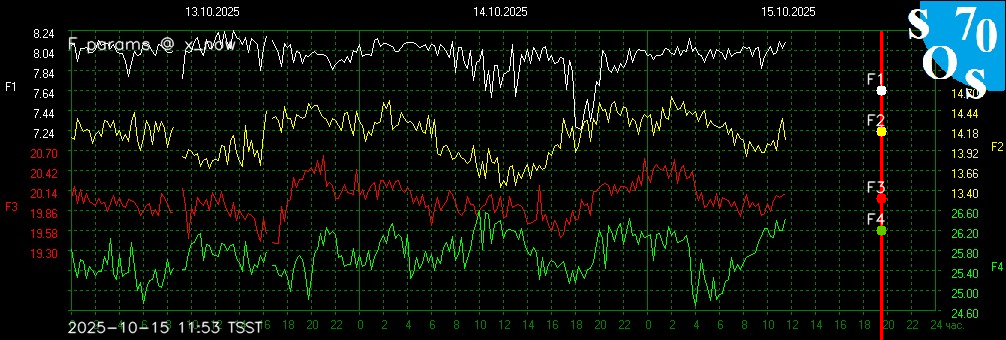 13.10.2025 14.10.2025 15.10.2025
F params @ x_now
8.24
8.04
7.84
7.64
7.44
7.24
F1
20.70
20.42
20.14
19.86
19.58
19.30
F3
S 70
O S
F1
F2
F3
F4
14.70
14.44
14.18
13.92
13.66
13.40
F2
26.60
26.20
25.80
25.40
25.00
24.60
F4
2025-10-15 11:53 TSST
18 20 22 0 2 4 6 8 10 12 14 16 18 20 22 0 2 4 6 8 10 12 14 16 18 20 22 24 час.